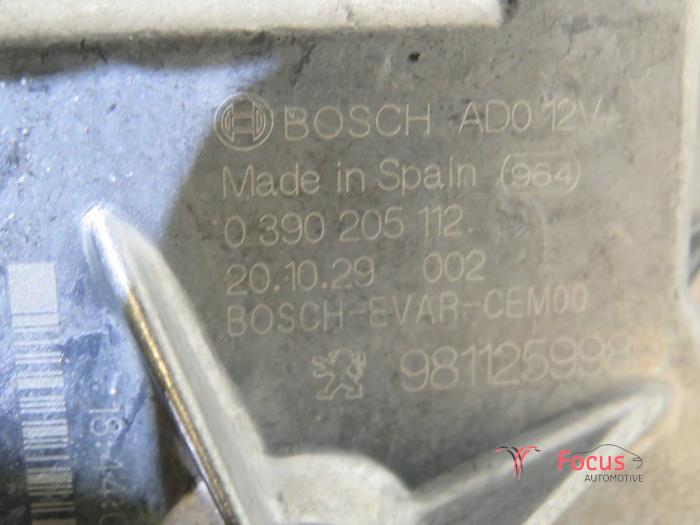 BOSCH AD0 12V
Made in Spain 964
0 390 205 112
20.10.29 002
BOSCH-EVAR-CEM00
Focus
AUTOMOTIVE